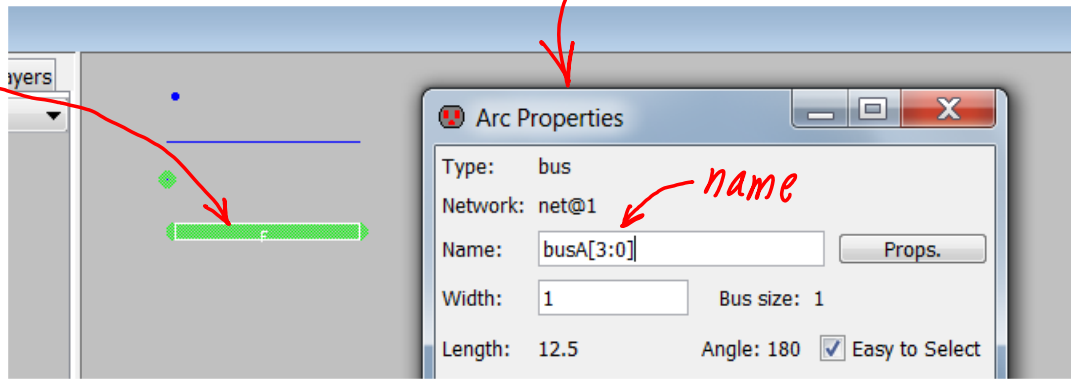 ayers
Arc Properties
Type: bus
name
Network: net@1
Name: busA[3:0] Props.
Width: 1 Bus size: 1
Length: 12.5 Angle: 180 Easy to Select
F